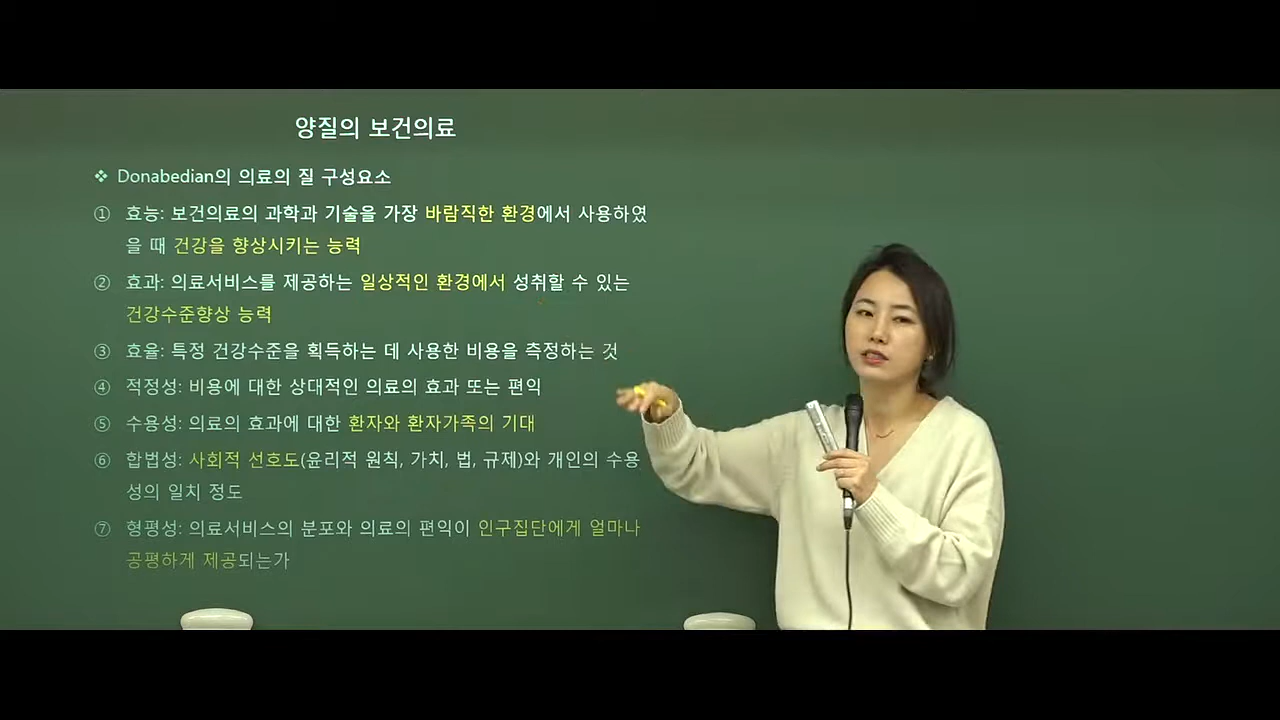 양질의 보건의료
❖ Donabedian의 의료의 질 구성요소
① 효능: 보건의료의 과학과 기술을 가장 바람직한 환경에서 사용하였
을 때 건강을 향상시키는 능력
② 효과: 의료서비스를 제공하는 일상적인 환경에서 성취할 수 있는
건강수준향상 능력
③ 효율: 특정 건강수준을 획득하는 데 사용한 비용을 측정하는 것
④ 적정성: 비용에 대한 상대적인 의료의 효과 또는 편익
⑤ 수용성: 의료의 효과에 대한 환자와 환자가족의 기대
⑥ 합법성: 사회적 선호도(윤리적 원칙, 가치, 법, 규제)와 개인의 수용
성의 일치 정도
⑦ 형평성: 의료서비스의 분포와 의료의 편익이 인구집단에게 얼마나
공평하게 제공되는가